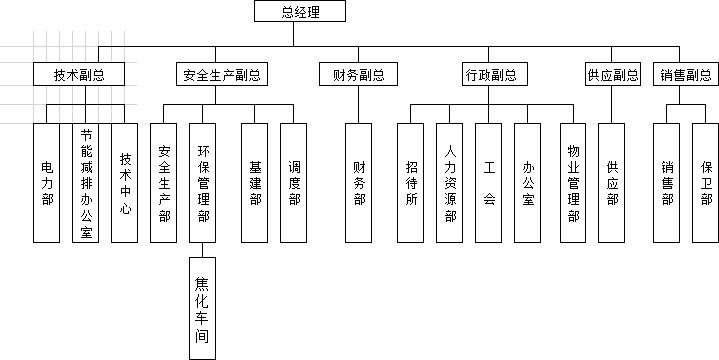 总经理
技术副总
安全生产副总
财务副总
行政副总
供应副总
销售副总
电力部
节能减排办公室
技术中心
安全生产部
环保管理部
基建部
调度部
财务部
招待所
人力资源部
工会
办公室
物业管理部
供应部
销售部
保卫部
焦化车间